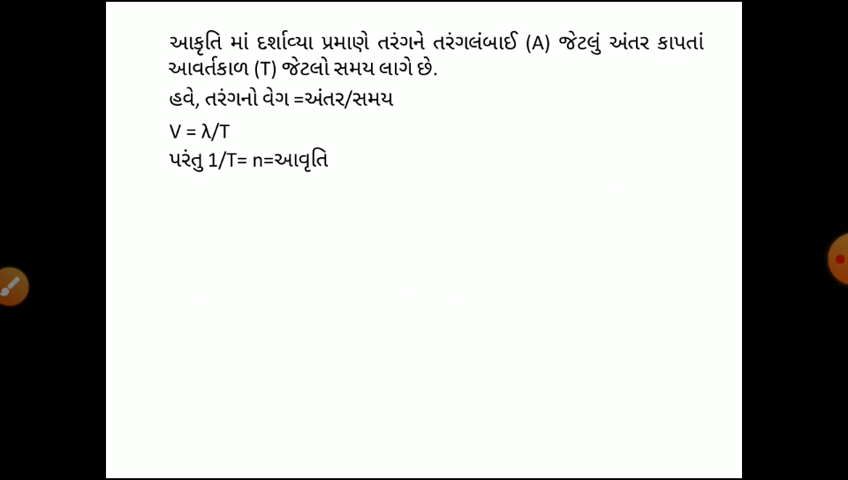 આકૃતિ માં દર્શાવ્યા પ્રમાણે તરંગને તરંગલંબાઈ (A) જેટલું અંતર કાપતાં
આવર્તકાળ (T) જેટલો સમય લાગે છે.
હવે, તરંગનો વેગ =અંતર/સમય
V = λ/T
પરંતુ 1/T= n=આવૃતિ